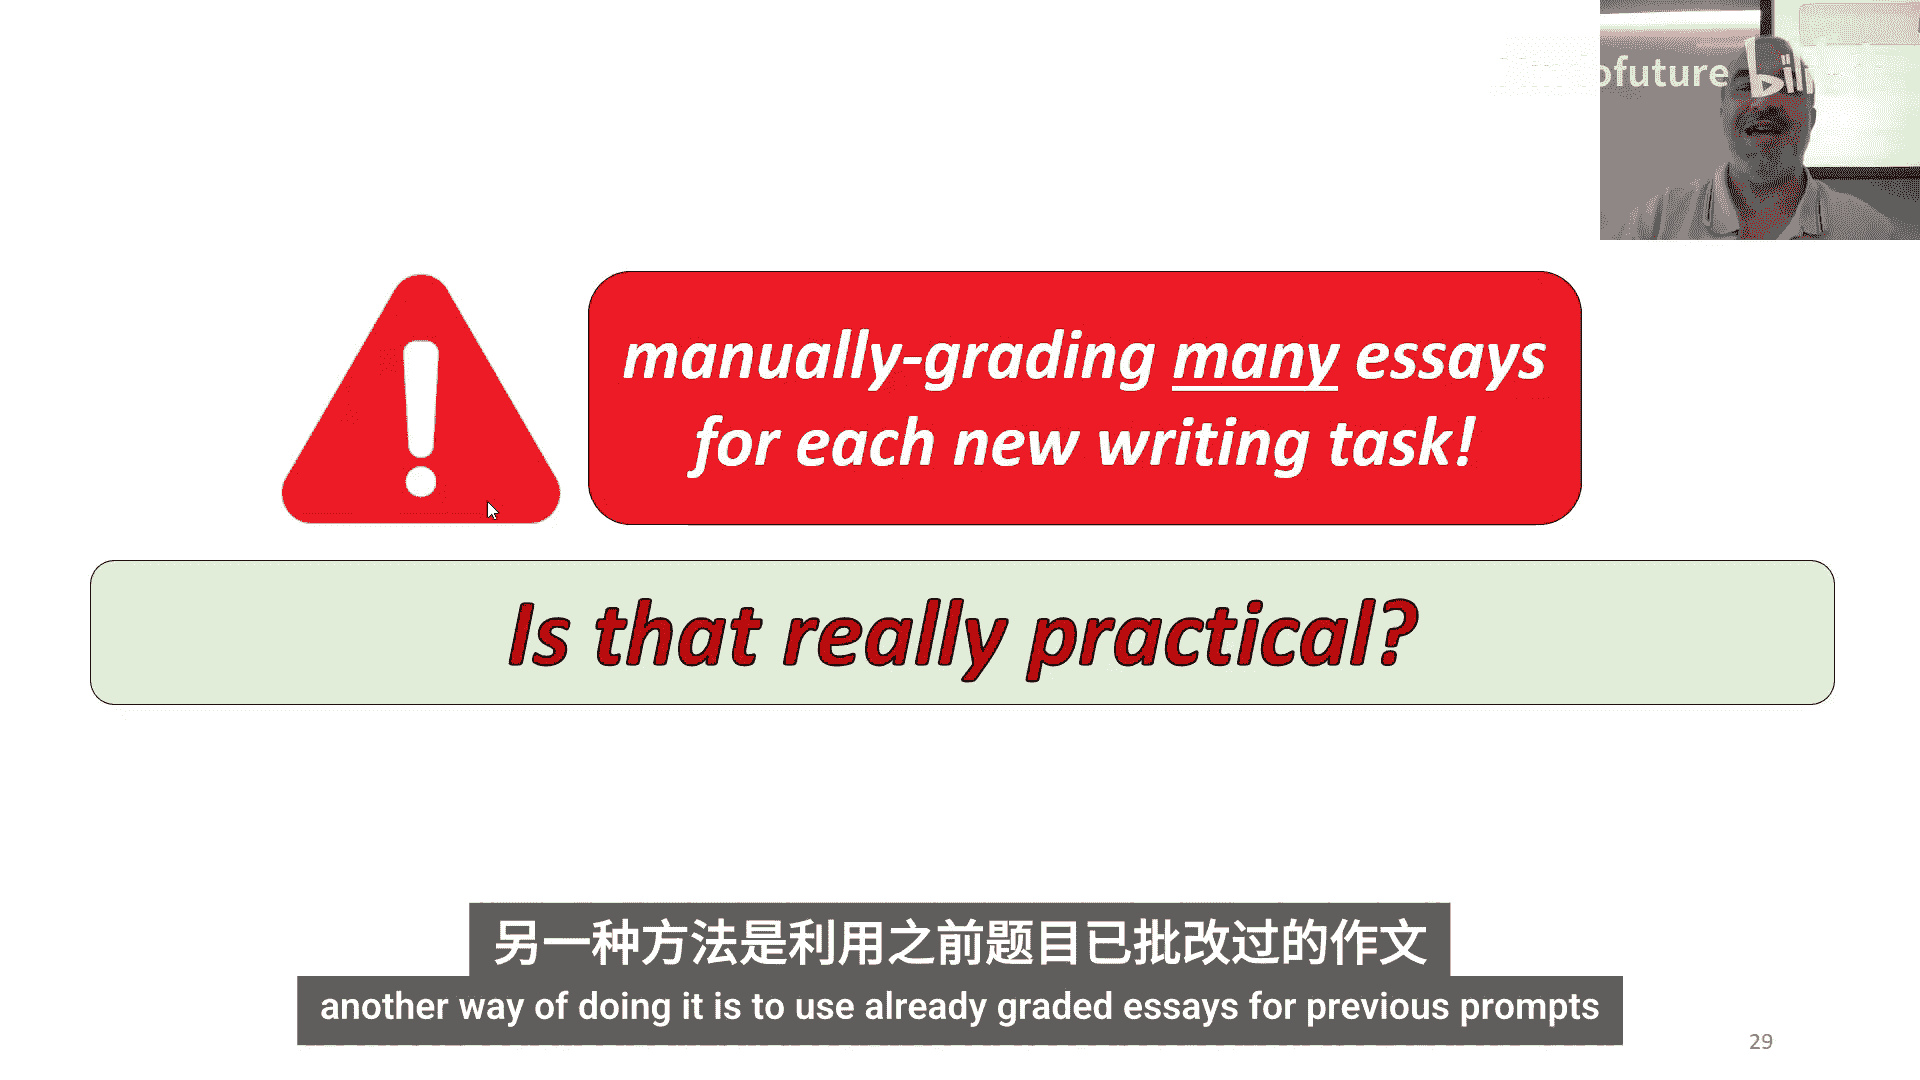 ofuture bili
manually-grading many essays
for each new writing task!
Is that really practical?
另一种方法是利用之前题目已批改过的作文
another way of doing it is to use already graded essays for previous prompts
29